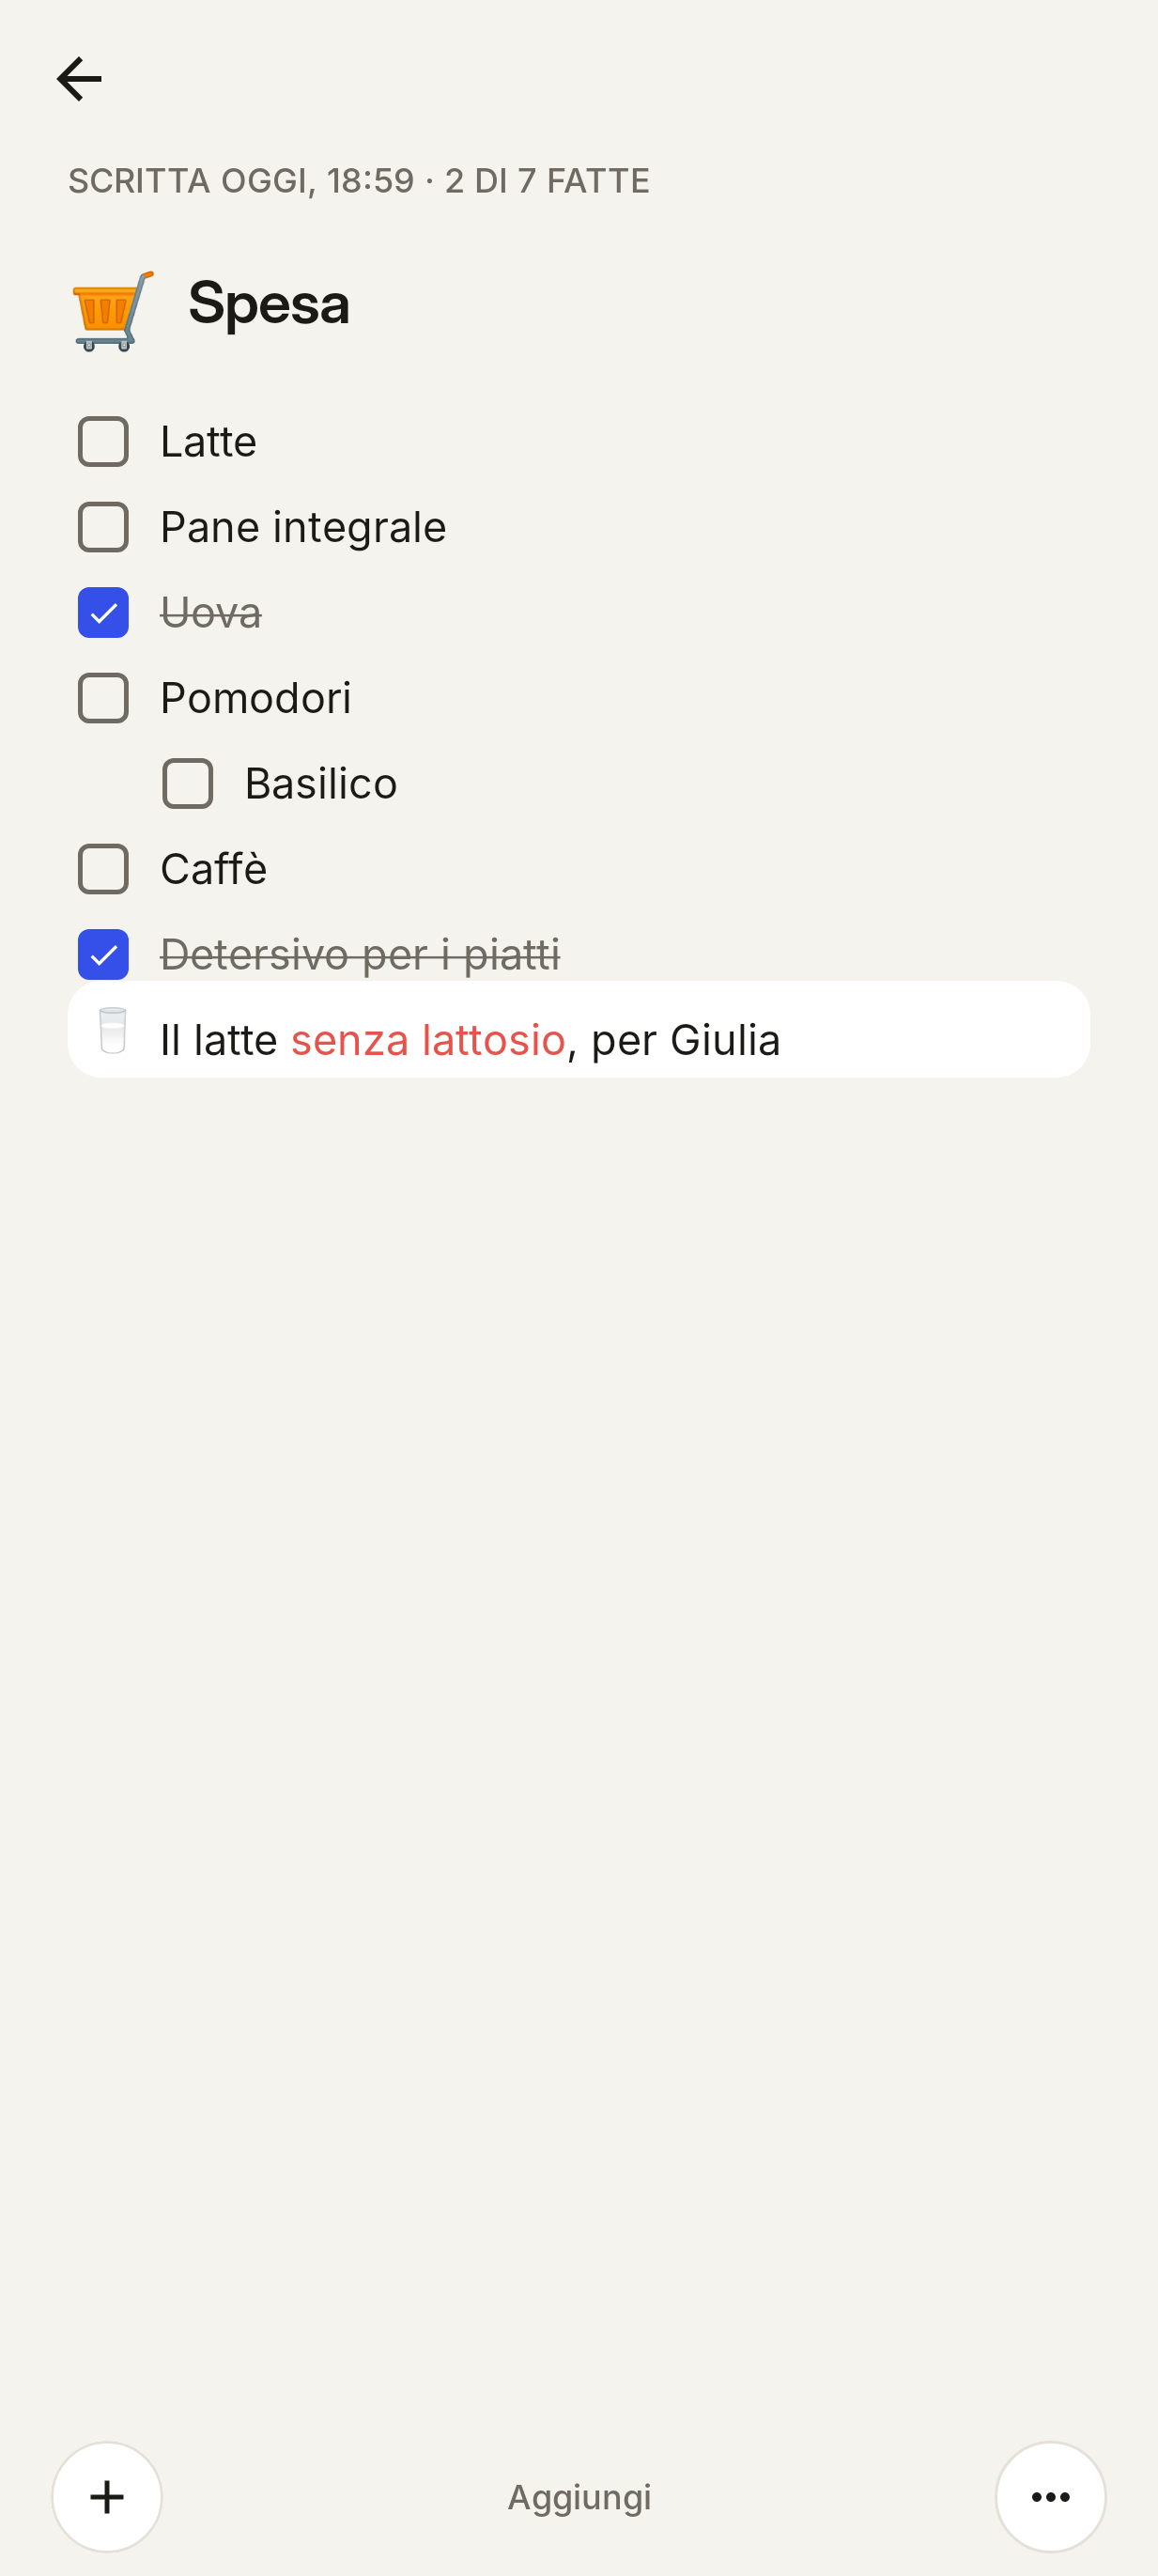 SCRITTA OGGI, 18:59 · 2 DI 7 FATTE
Spesa
Latte
Pane integrale
Uova
Pomodori
Basilico
Caffè
Detersivo per i piatti
Il latte senza lattosio, per Giulia
Aggiungi